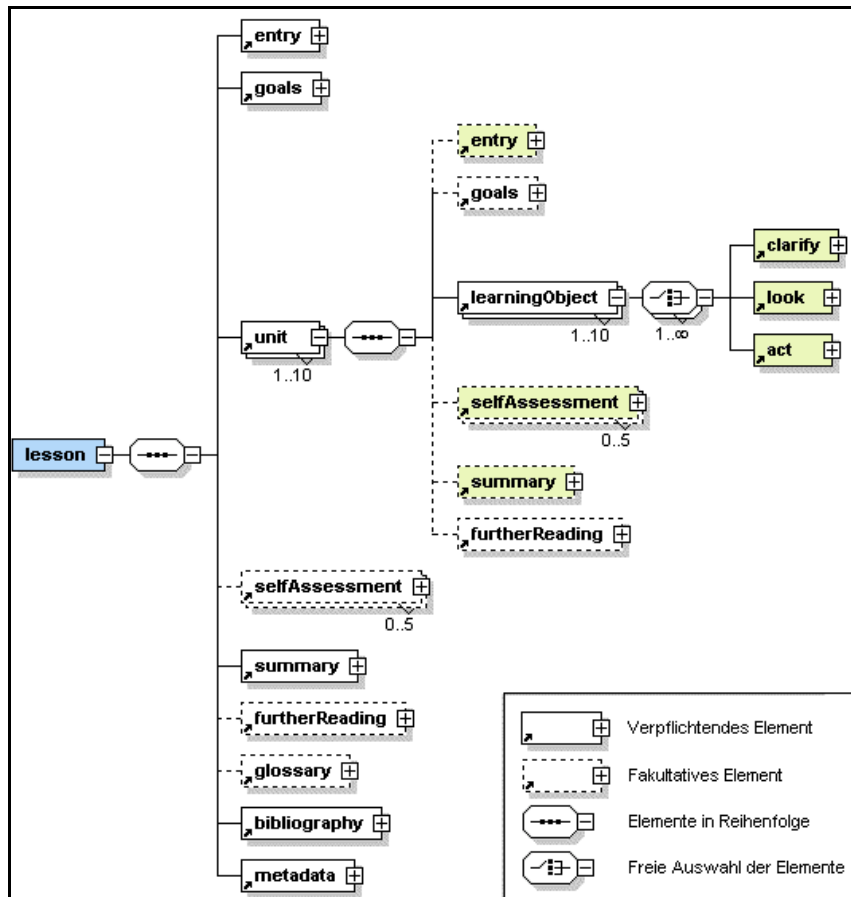 entry
goals
entry
goals
clarify
learningObject
look
1..10
1..∞
act
unit
1..10
selfAssessment
0..5
lesson
summary
furtherReading
selfAssessment
0..5
summary
furtherReading
glossary
bibliography
metadata
Verpflichtendes Element
Fakultatives Element
Elemente in Reihenfolge
Freie Auswahl der Elemente